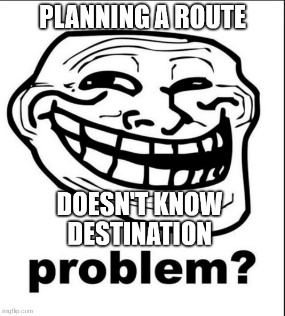 PLANNING A ROUTE
DOESN'T KNOW
DESTINATION
problem?
imgflip.com